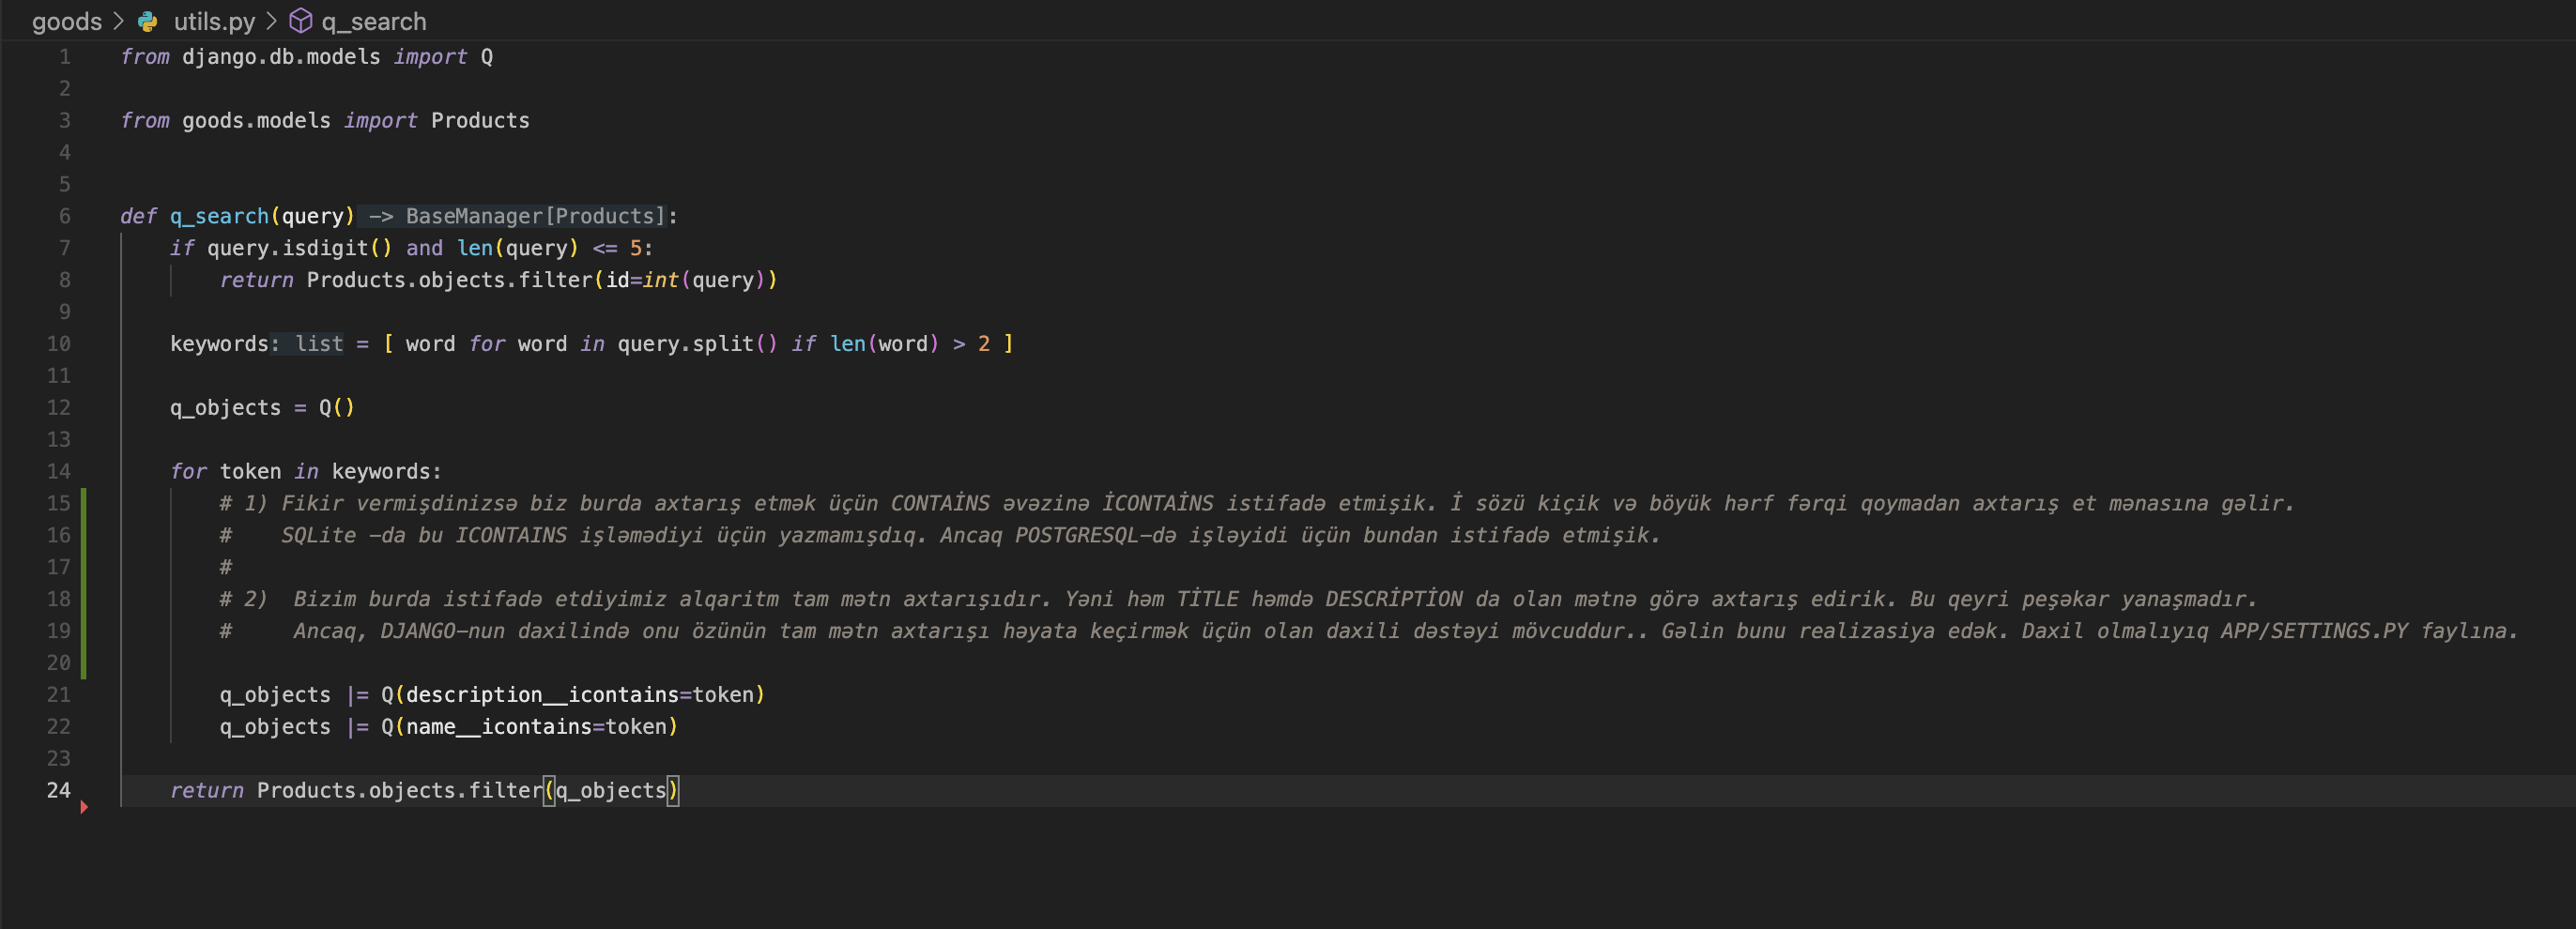 goods > utils.py > q_search
1 from django.db.models import Q
2
3 from goods.models import Products
4
5
6 def q_search(query) -> BaseManager[Products]:
7 if query.isdigit() and len(query) <= 5:
8 return Products.objects.filter(id=int(query))
9
10 keywords: list = [ word for word in query.split() if len(word) > 2 ]
11
12 q_objects = Q()
13
14 for token in keywords:
15 # 1) Fikir vermişdinizsə biz burda axtarış etmək üçün CONTAİNS əvəzinə İCONTAİNS istifadə etmişik. İ sözü kiçik və böyük hərf fərqi qoymadan axtarış et mənasına gəlir.
16 # SQLite -da bu ICONTAINS işləmədiyi üçün yazmamışdıq. Ancaq POSTGRESQL-də işləyidi üçün bundan istifadə etmişik.
17 #
18 # 2) Bizim burda istifadə etdiyimiz alqaritm tam mətn axtarışıdır. Yəni həm TİTLE həmdə DESCRİPTİON da olan mətnə görə axtarış edirik. Bu qeyri peşəkar yanaşmadır.
19 # Ancaq, DJANGO-nun daxilində onu özünün tam mətn axtarışı həyata keçirmək üçün olan daxili dəstəyi mövcuddur.. Gəlin bunu realizasiya edək. Daxil olmalıyıq APP/SETTINGS.PY faylına.
20
21 q_objects |= Q(description__icontains=token)
22 q_objects |= Q(name__icontains=token)
23
24 return Products.objects.filter(q_objects)